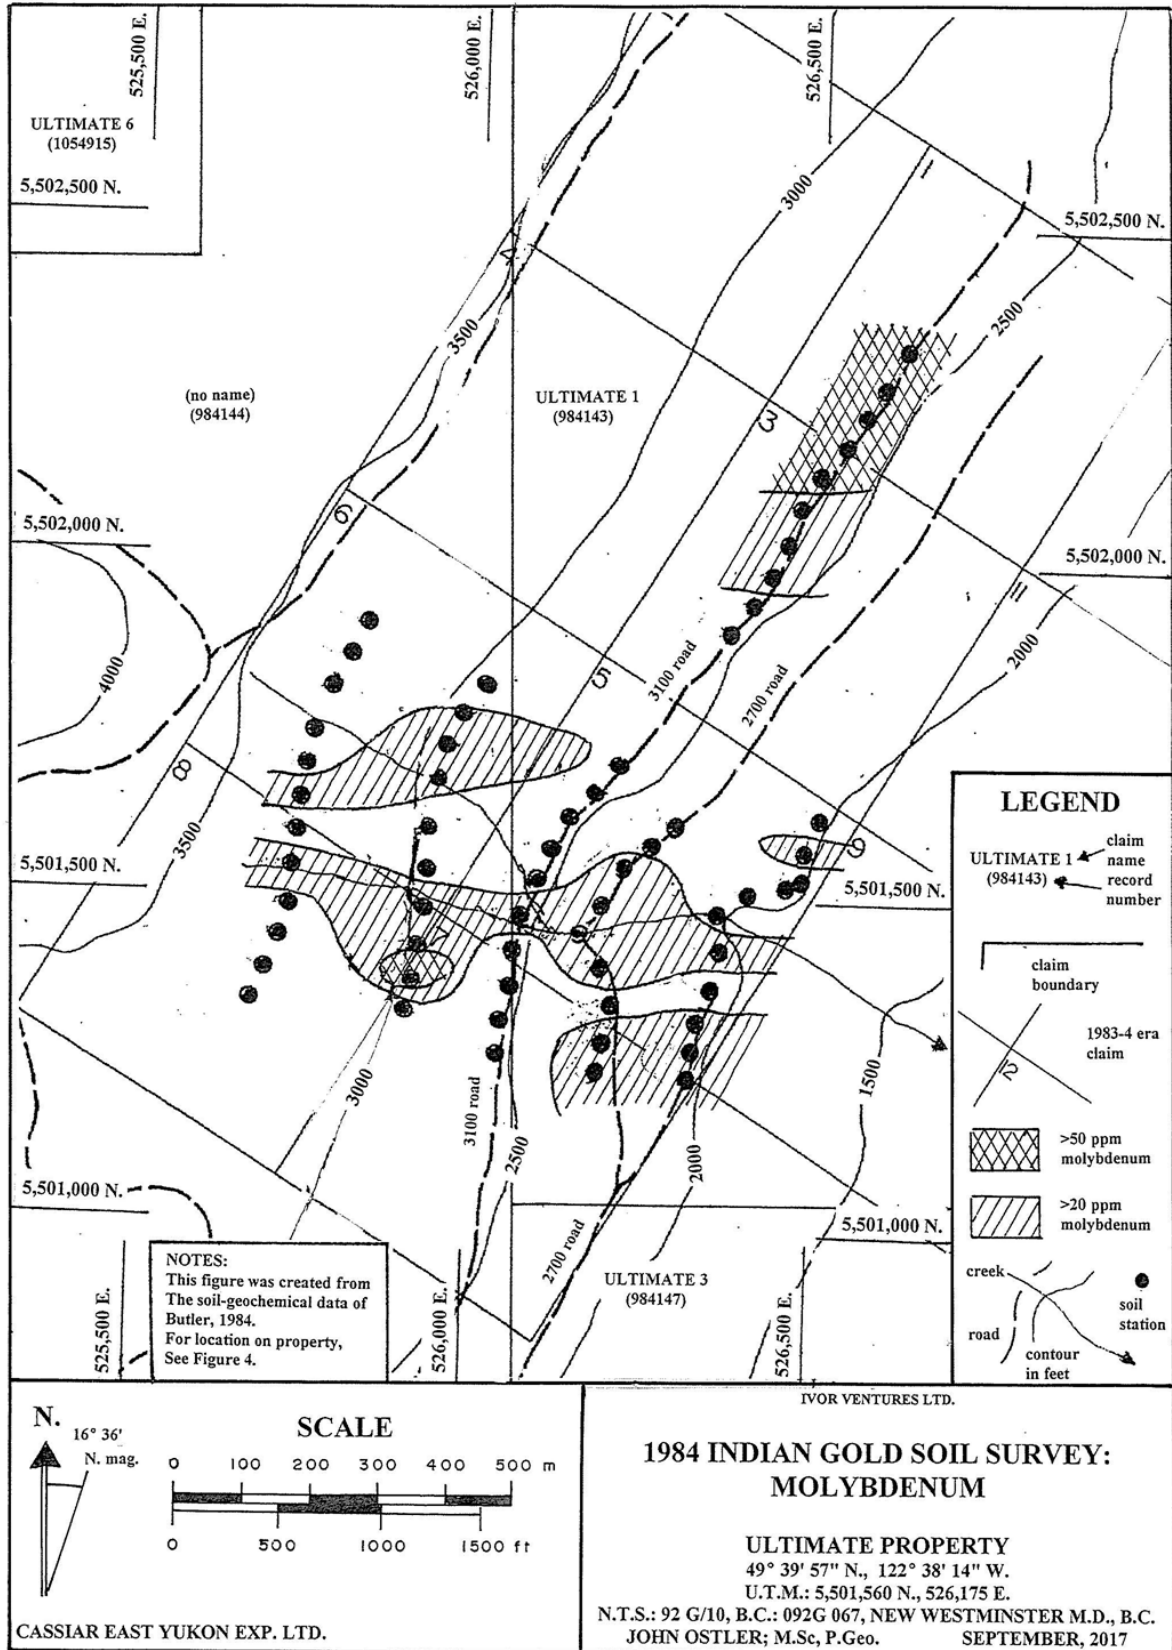 525,500 E.
526,000 E.
526,500 E.
ULTIMATE 6
(1054915)
5,502,500 N.
3000
1
5,502,500 N.
2500
3500
(no name)
(984144)
ULTIMATE 1
(984143)
3
6
5,502,000 N.
5,502,000 N.
11
2000
4000
5
3100 road
2700 road
8
3500
LEGEND
ULTIMATE 1
(984143)
claim
name
record
number
9
5,501,500 N.
5,501,500 N.
7
claim
boundary
1983-4 era
claim
12
3000
3100 road
2500
1500
2000
>50 ppm
molybdenum
>20 ppm
molybdenum
5,501,000 N.
5,501,000 N.
2700 road
ULTIMATE 3
(984147)
creek
soil
station
road
contour
in feet
NOTES:
This figure was created from
The soil-geochemical data of
Butler, 1984.
For location on property,
See Figure 4.
525,500 E.
526,000 E.
526,500 E.
IVOR VENTURES LTD.
N.
16° 36'
N. mag.
SCALE
0 100 200 300 400 500 m
0 500 1000 1500 ft
1984 INDIAN GOLD SOIL SURVEY:
MOLYBDENUM
ULTIMATE PROPERTY
49° 39' 57" N., 122° 38' 14" W.
U.T.M.: 5,501,560 N., 526,175 E.
N.T.S.: 92 G/10, B.C.: 092G 067, NEW WESTMINSTER M.D., B.C.
JOHN OSTLER; M.Sc, P.Geo. SEPTEMBER, 2017
CASSIAR EAST YUKON EXP. LTD.